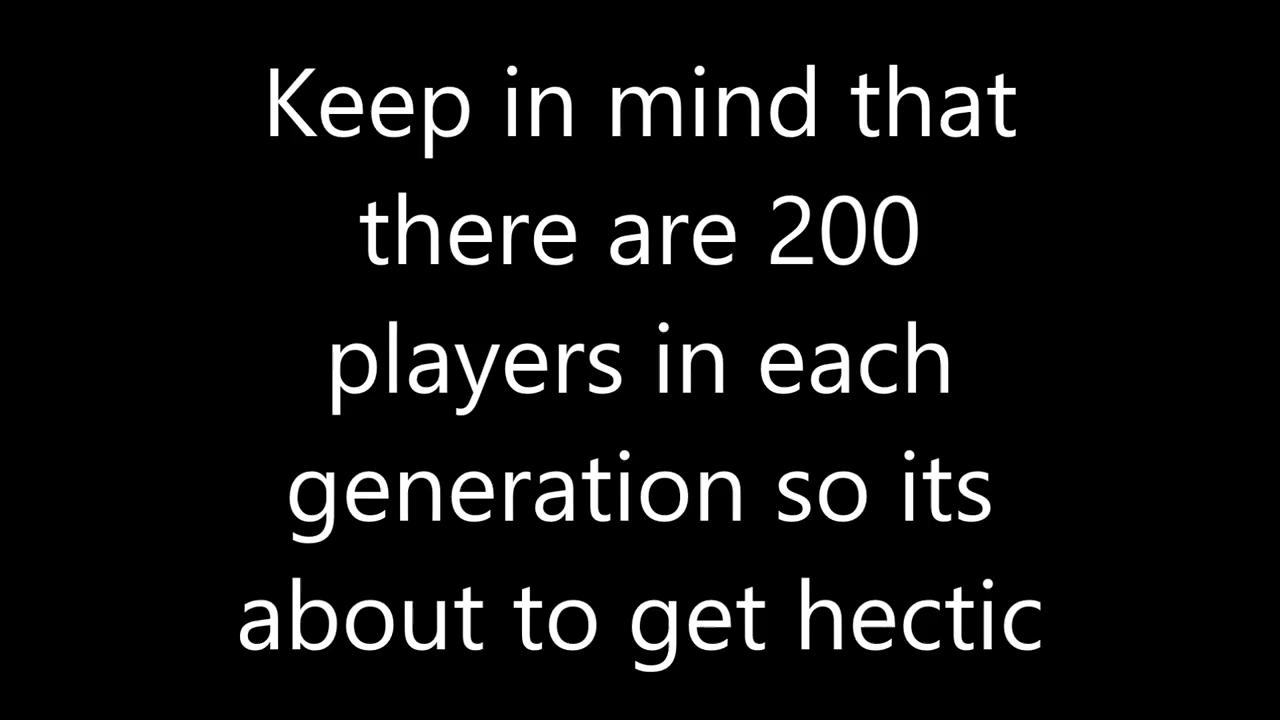 Keep in mind that
there are 200
players in each
generation so its
about to get hectic